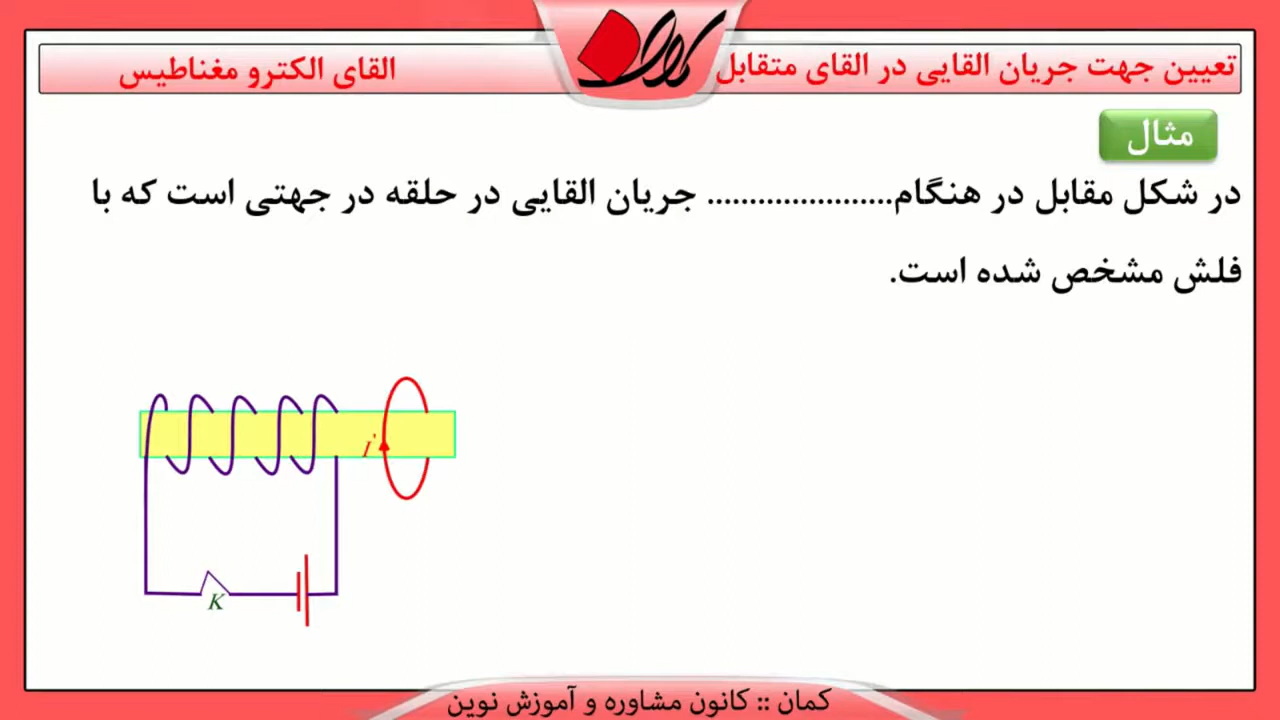 تعیین جهت جریان القایی در القای متقابل
القای الکترو مغناطیس
مثال
در شکل مقابل در هنگام...................... جریان القایی در حلقه در جهتی است که با
فلش مشخص شده است.
i'
K
کمان :: کانون مشاوره و آموزش نوین